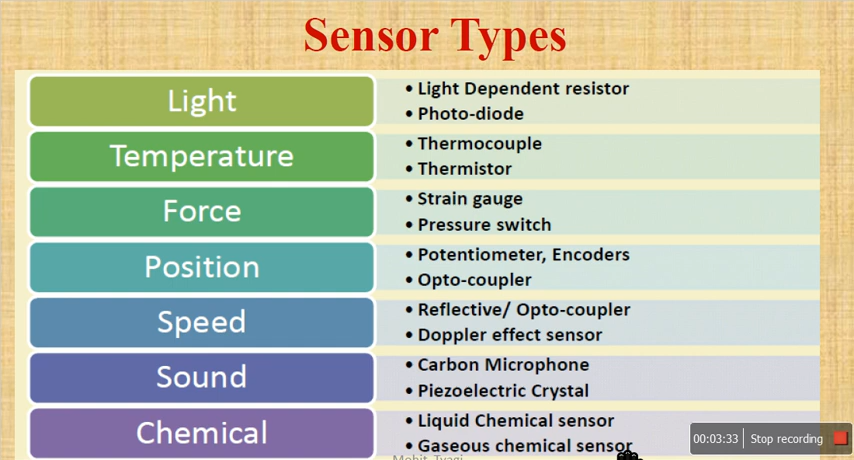 Sensor Types
Light
• Light Dependent resistor
• Photo-diode
Temperature
• Thermocouple
• Thermistor
Force
• Strain gauge
• Pressure switch
Position
• Potentiometer, Encoders
• Opto-coupler
Speed
• Reflective/ Opto-coupler
• Doppler effect sensor
Sound
• Carbon Microphone
• Piezoelectric Crystal
Chemical
• Liquid Chemical sensor
• Gaseous chemical sensor
Mohit Tyagi
00:03:33 Stop recording